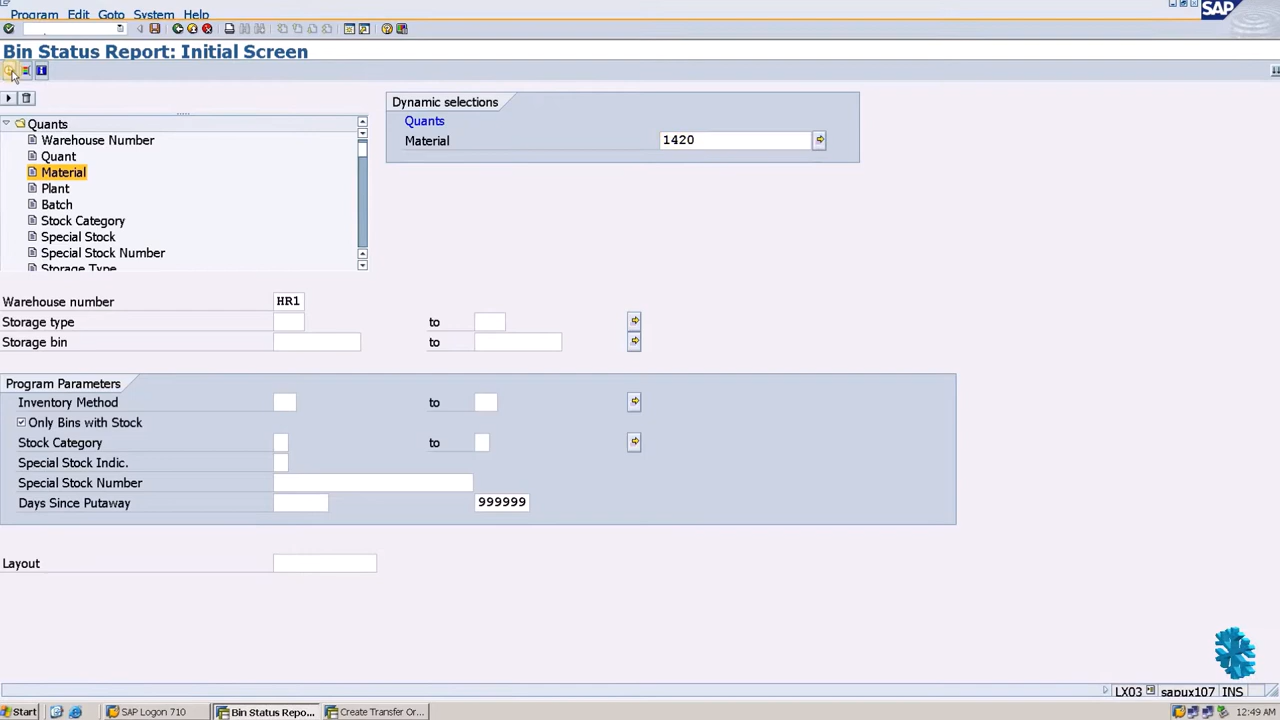 Program Edit Goto System Help
SAP
Bin Status Report: Initial Screen
Dynamic selections
Quants
Quants
Warehouse Number
Material 1420
Quant
Material
Plant
Batch
Stock Category
Special Stock
Special Stock Number
Storage Type
Warehouse number HR1
Storage type to
Storage bin to
Program Parameters
Inventory Method to
Only Bins with Stock
Stock Category to
Special Stock Indic.
Special Stock Number
Days Since Putaway 999999
Layout
LX03 sapux107 INS
Start SAP Logon 710 Bin Status Repo... Create Transfer Or... 12:49 AM